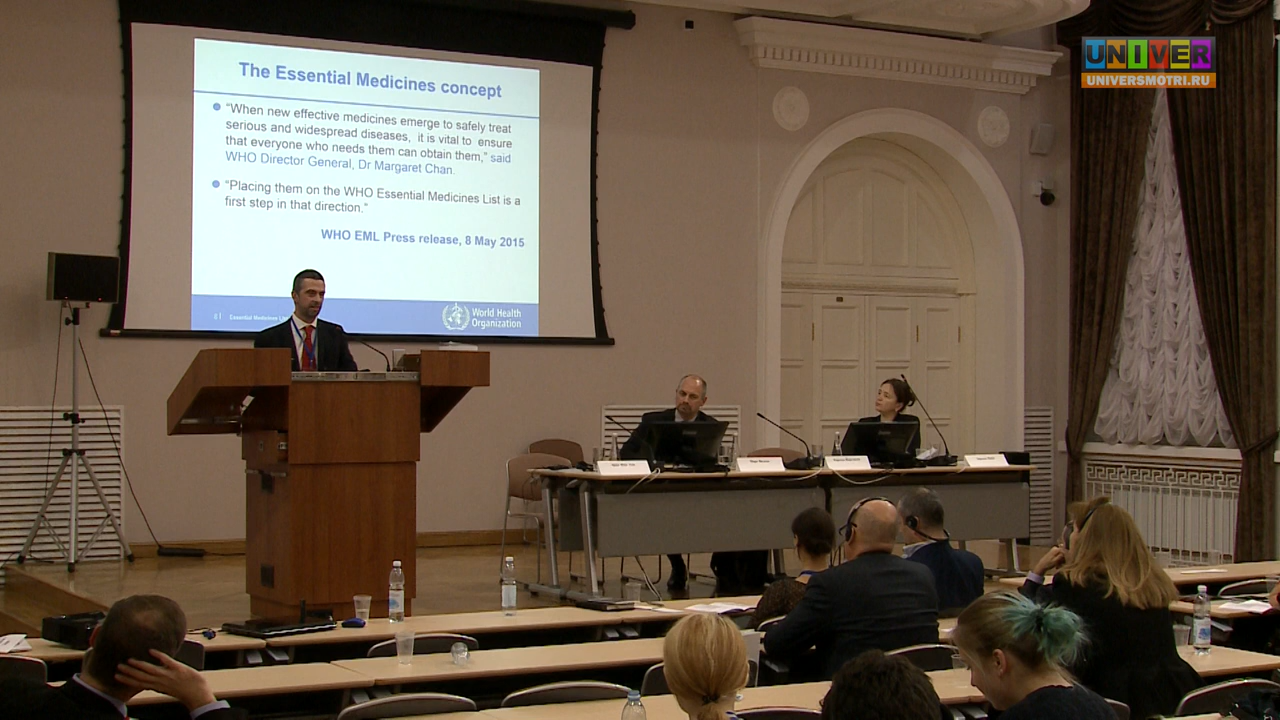 UNIVER
UNIVERSMOTRI.RU
The Essential Medicines concept
“When new effective medicines emerge to safely treat
serious and widespread diseases, it is vital to ensure
that everyone who needs them can obtain them,” said
WHO Director General, Dr Margaret Chan.
“Placing them on the WHO Essential Medicines List is a
first step in that direction.”
WHO EML Press release, 8 May 2015
Essential Medicines
World Health
Organization